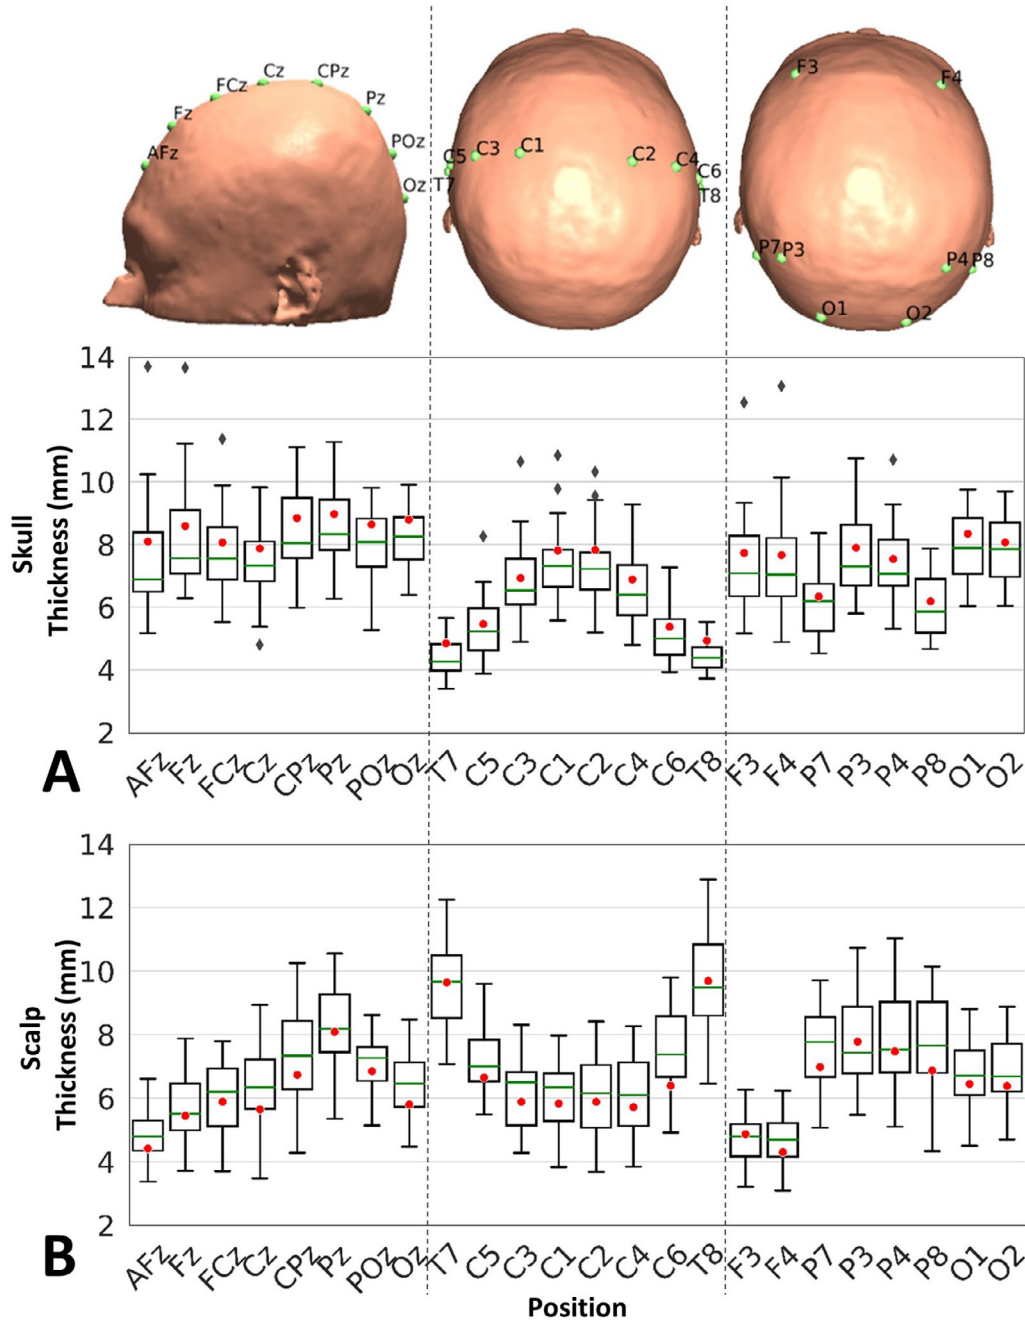 Cz
CPz
FCz
Pz
Fz
AFz
POz
Oz
C5
C3
C1
C2
C4
C6
T7
T8
F3
F4
P7
P3
P4
P8
O1
O2
14
12
10
8
6
4
2
Skull
Thickness (mm)
A
AFz Fz FCz Cz CPz Pz POz Oz T7 C5 C3 C1 C2 C4 C6 T8 F3 F4 P7 P3 P4 P8 O1 O2
14
12
10
8
6
4
2
Scalp
Thickness (mm)
B
AFz Fz FCz Cz CPz Pz POz Oz T7 C5 C3 C1 C2 C4 C6 T8 F3 F4 P7 P3 P4 P8 O1 O2
Position